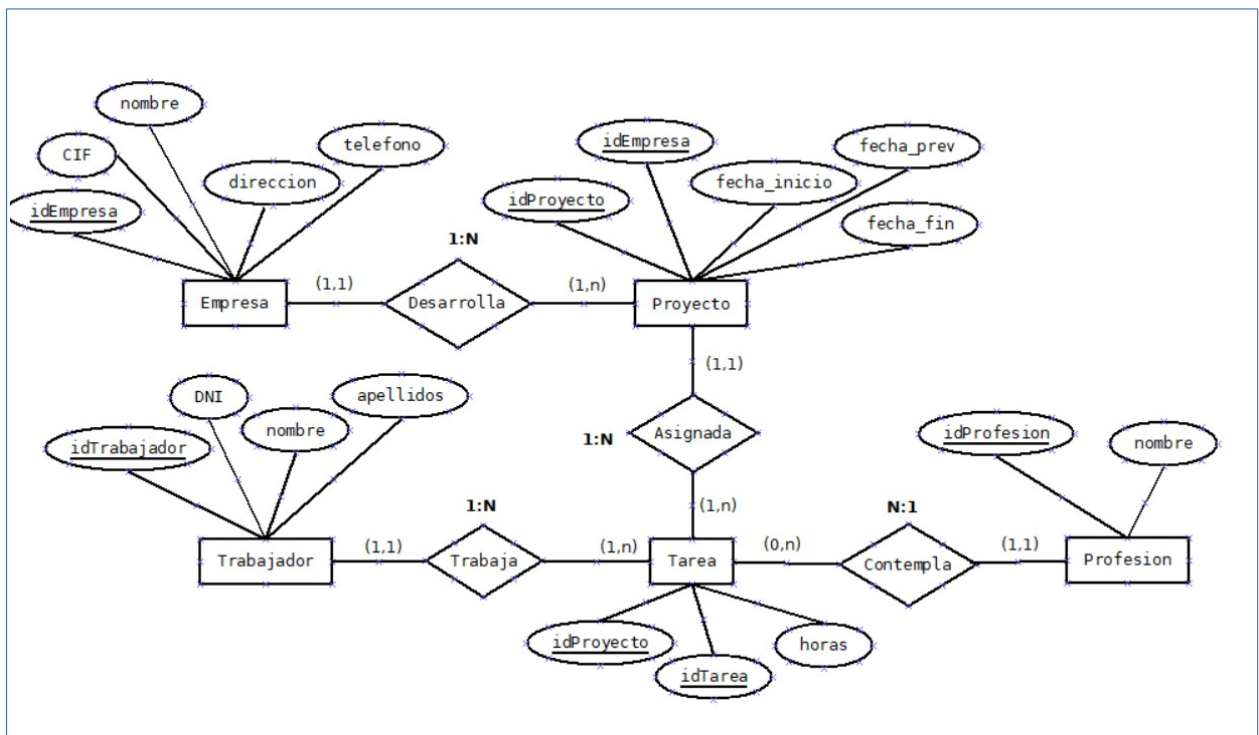 nombre
CIF
telefono
direccion
idEmpresa
idEmpresa
fecha_prev
fecha_inicio
idProyecto
fecha_fin
1:N
Empresa
(1,1)
Desarrolla
(1,n)
Proyecto
(1,1)
DNI
apellidos
nombre
idTrabajador
1:N
Asignada
idProfesion
nombre
1:N
(1,n)
N:1
Trabajador
(1,1)
Trabaja
(1,n)
Tarea
(0,n)
Contempla
(1,1)
Profesion
idProyecto
idTarea
horas